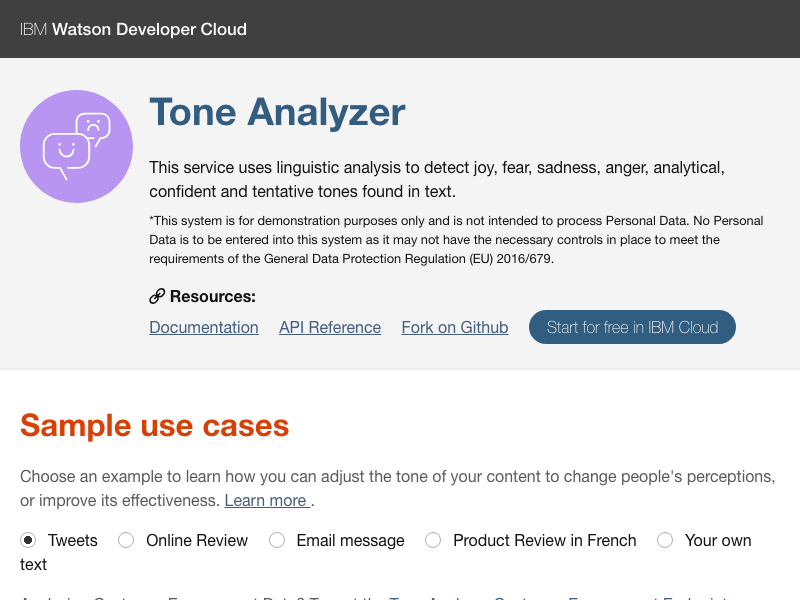 IBM Watson Developer Cloud
Tone Analyzer
This service uses linguistic analysis to detect joy, fear, sadness, anger, analytical,
confident and tentative tones found in text.
*This system is for demonstration purposes only and is not intended to process Personal Data. No Personal
Data is to be entered into this system as it may not have the necessary controls in place to meet the
requirements of the General Data Protection Regulation (EU) 2016/679.
Resources:
Documentation API Reference Fork on Github Start for free in IBM Cloud
Sample use cases
Choose an example to learn how you can adjust the tone of your content to change people's perceptions,
or improve its effectiveness. Learn more .
Tweets Online Review Email message Product Review in French Your own
text